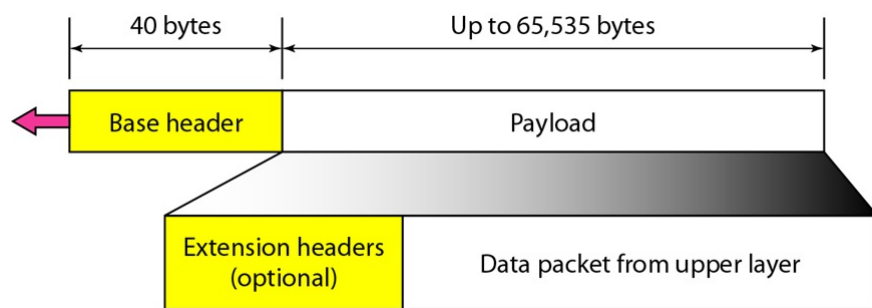 40 bytes
Up to 65,535 bytes
Base header
Payload
Extension headers
(optional)
Data packet from upper layer